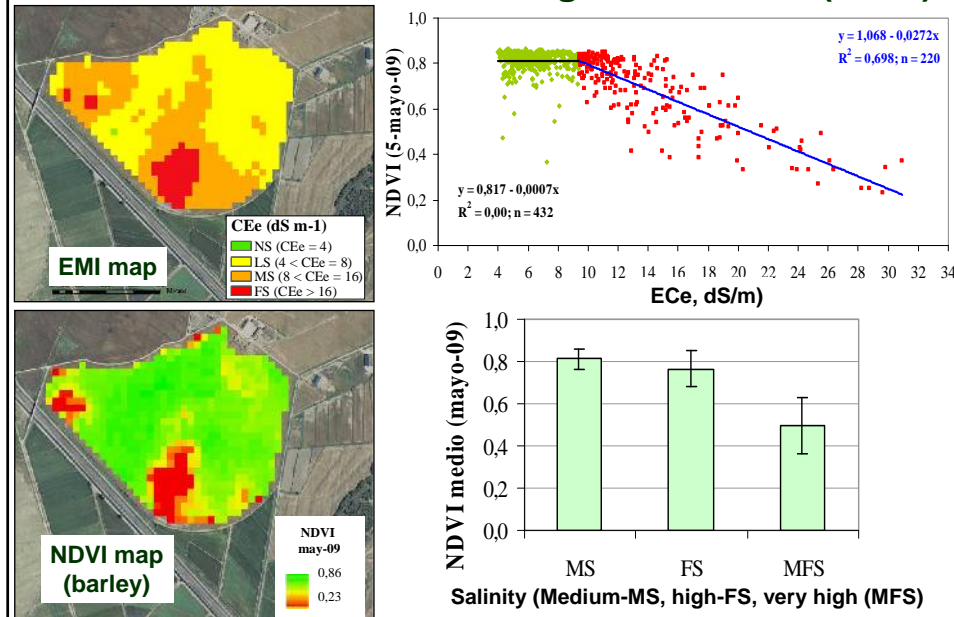 CEe (dS m-1)
NS (CEe = 4)
LS (4 < CEe = 8)
MS (8 < CEe = 16)
FS (CEe > 16)
EMI map
NDVI (5-mayo-09)
1,0
0,8
0,6
0,4
0,2
0,0
y = 1,068 - 0,0272x
R² = 0,698; n = 220
y = 0,817 - 0,0007x
R² = 0,00; n = 432
0 2 4 6 8 10 12 14 16 18 20 22 24 26 28 30 32 34
ECe, dS/m)
NDVI map
(barley)
NDVI
may-09
0,86
0,23
NDVI medio (mayo-09)
1,0
0,8
0,6
0,4
0,2
0,0
MS FS MFS
Salinity (Medium-MS, high-FS, very high (MFS)